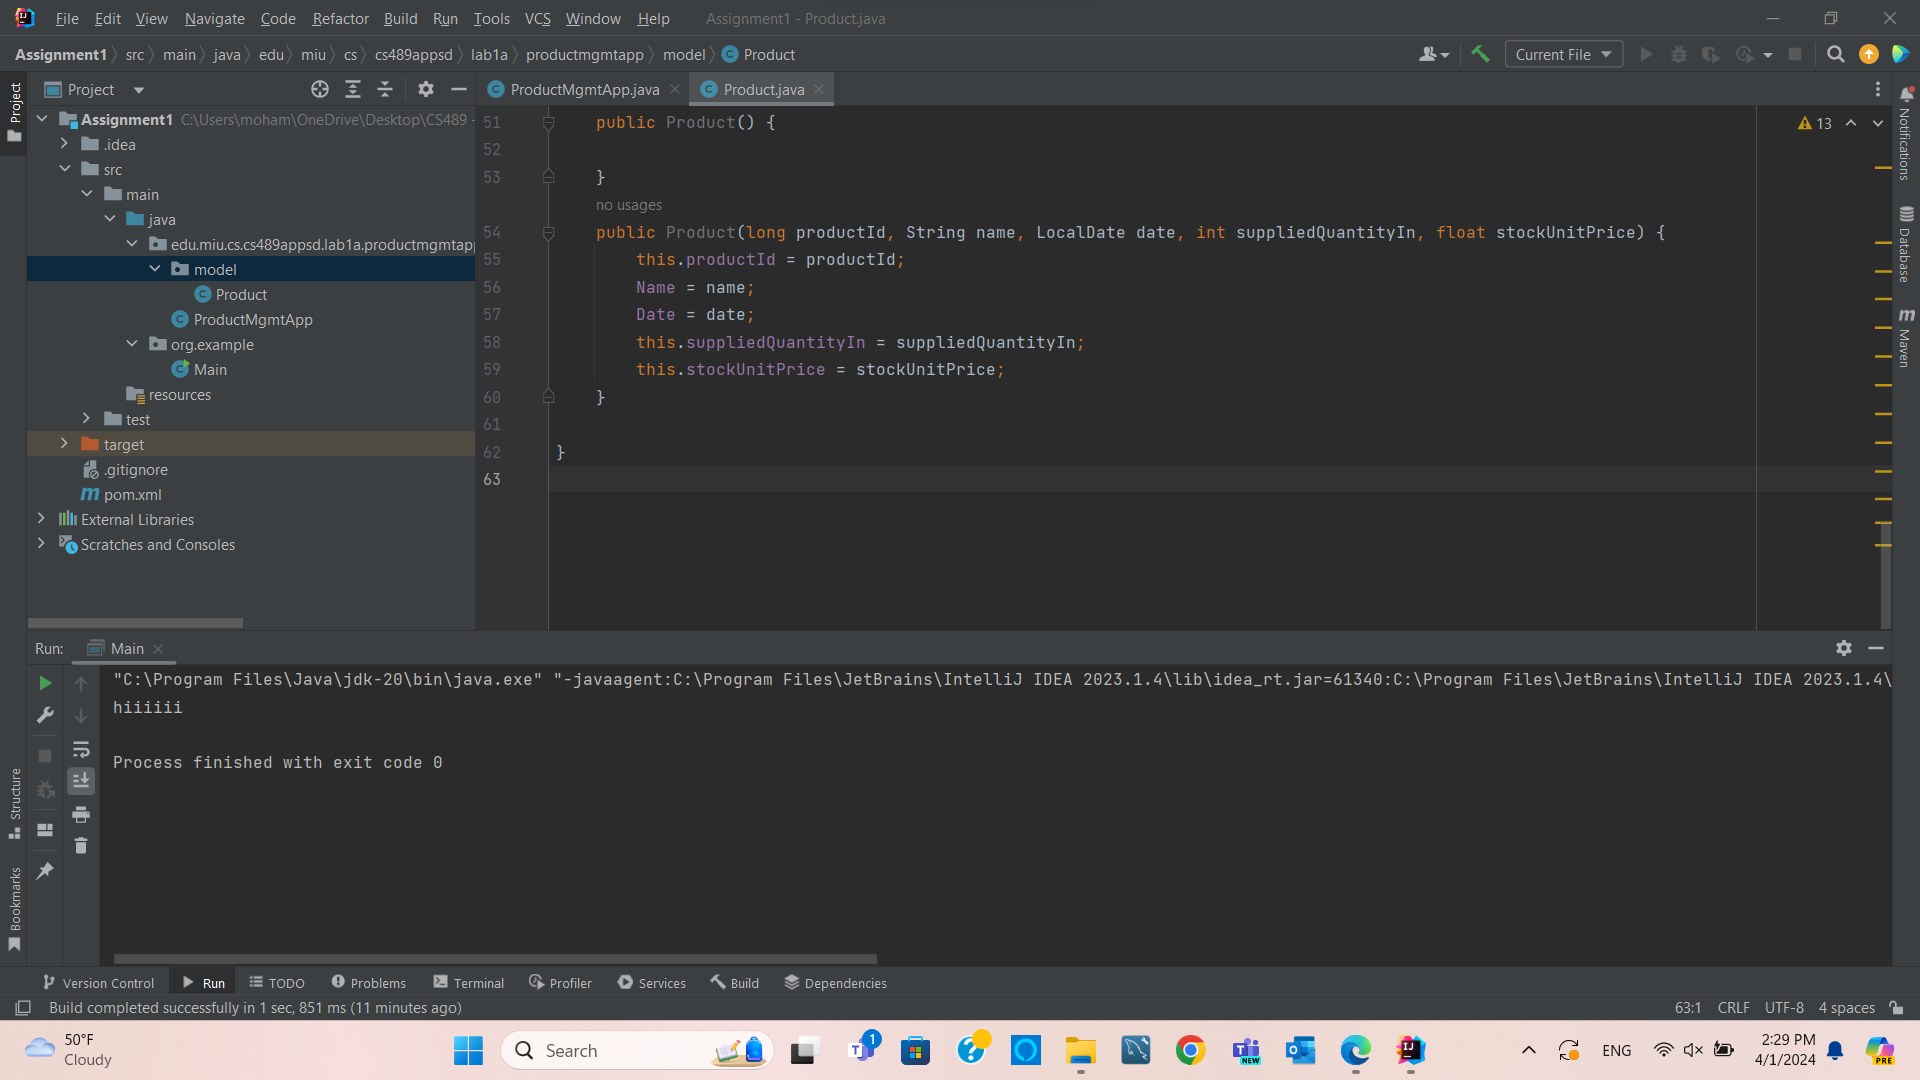 File Edit View Navigate Code Refactor Build Run Tools VCS Window Help Assignment1 - Product.java
Assignment1 src main java edu miu cs cs489appsd lab1a productmgmtapp model Product Current File
Project
Project
ProductMgmtApp.java Product.java
Assignment1 C:\Users\moham\OneDrive\Desktop\CS489
.idea
src
main
java
edu.miu.cs.cs489appsd.lab1a.productmgmtapp
model
Product
ProductMgmtApp
org.example
Main
resources
test
target
.gitignore
pom.xml
External Libraries
Scratches and Consoles
13
51 public Product() {
52
53 }
no usages
54 public Product(long productId, String name, LocalDate date, int suppliedQuantityIn, float stockUnitPrice) {
55 this.productId = productId;
56 Name = name;
57 Date = date;
58 this.suppliedQuantityIn = suppliedQuantityIn;
59 this.stockUnitPrice = stockUnitPrice;
60 }
61
62 }
63
Notifications
Database
Maven
Run: Main
"C:\Program Files\Java\jdk-20\bin\java.exe" "-javaagent:C:\Program Files\JetBrains\IntelliJ IDEA 2023.1.4\lib\idea_rt.jar=61340:C:\Program Files\JetBrains\IntelliJ IDEA 2023.1.4\
hiiiiii
Process finished with exit code 0
Structure
Bookmarks
Version Control Run TODO Problems Terminal Profiler Services Build Dependencies
Build completed successfully in 1 sec, 851 ms (11 minutes ago) 63:1 CRLF UTF-8 4 spaces
50°F
Cloudy
Search
1
NEW
ENG
2:29 PM
4/1/2024
PRE